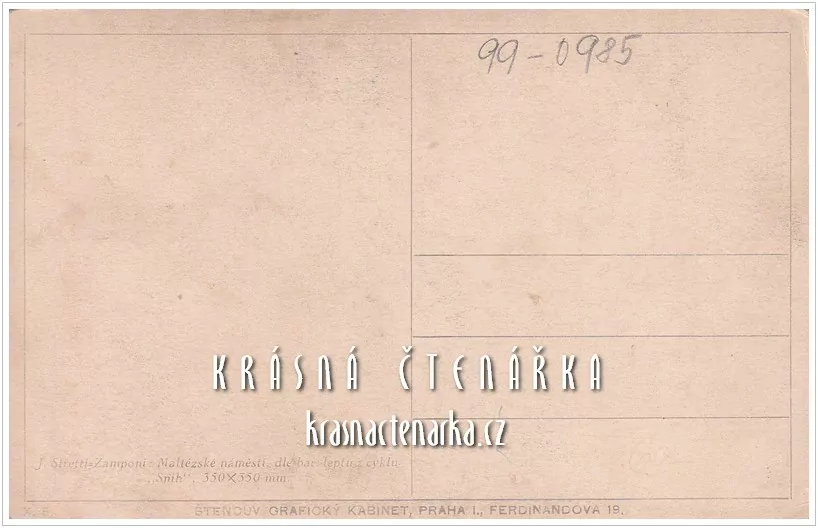 99-0985
KRÁSNÁ ČTENÁŘKA
krasnactenarka.cz
J. Stretti-Zamponi: Maltézské náměstí, dle bar. leptu z cyklu
„Sníh“. 350×350 mm.
ŠTENCŮV GRAFICKÝ KABINET, PRAHA I., FERDINANDOVA 19.